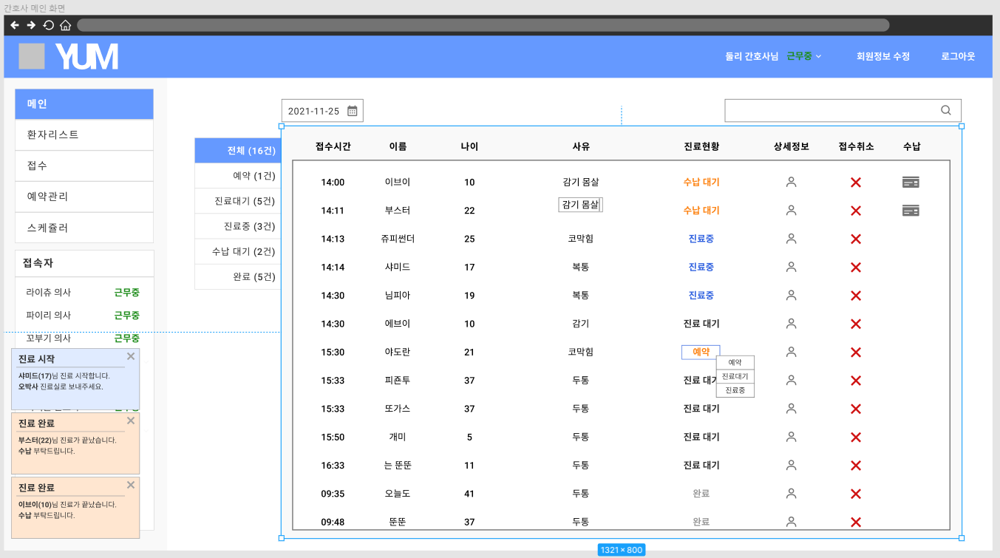 간호사 메인 화면
YUM
둘리 간호사님 근무중 회원정보 수정 로그아웃
메인
환자리스트
접수
예약관리
스케쥴러
접속자
라이츄 의사 근무중
파이리 의사 근무중
꼬부기 의사 근무중
진료 시작
샤미드(17)님 진료 시작합니다.
오박사 진료실로 보내주세요.
진료 완료
부스터(22)님 진료가 끝났습니다.
수납 부탁드립니다.
진료 완료
이브이(10)님 진료가 끝났습니다.
수납 부탁드립니다.
2021-11-25
전체 (16건)
예약 (1건)
진료대기 (5건)
진료중 (3건)
수납 대기 (2건)
완료 (5건)
접수시간 이름 나이 사유 진료현황 상세정보 접수취소 수납
14:00 이브이 10 감기 몸살 수납 대기
14:11 부스터 22 감기 몸살 수납 대기
14:13 쥬피썬더 25 코막힘 진료중
14:14 샤미드 17 복통 진료중
14:30 님피아 19 복통 진료중
14:30 에브이 10 감기 진료 대기
15:30 야도란 21 코막힘 예약
예약
진료대기
진료중
15:33 피죤투 37 두통 진료 대기
15:33 또가스 37 두통 진료 대기
15:50 개미 5 두통 진료 대기
16:33 는 뚠뚠 11 두통 진료 대기
09:35 오늘도 41 두통 완료
09:48 뚠뚠 37 두통 완료
1321 × 800